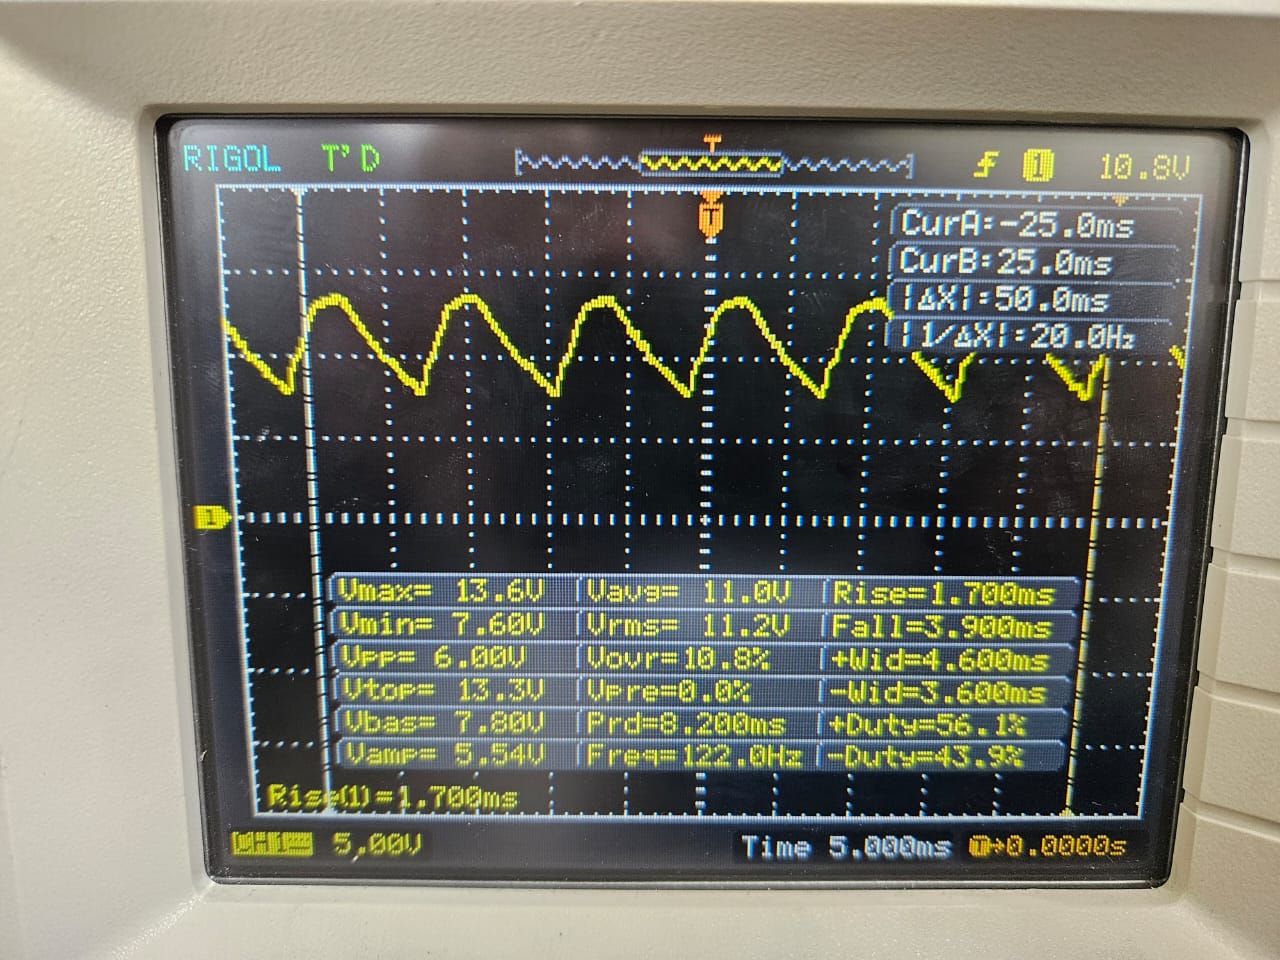 RIGOL T'D T 1 10.8V
T
CurA:-25.0ms
CurB:25.0ms
|ΔX|:50.0ms
|1/ΔX|:20.0Hz
1
Vmax= 13.6V Vavg= 11.0V Rise=1.700ms
Vmin= 7.60V Vrms= 11.2V Fall=3.900ms
Vpp= 6.00V Vovr=10.8% +Wid=4.600ms
Vtop= 13.3V Vpre=0.0% -Wid=3.600ms
Vbas= 7.80V Prd=8.200ms +Duty=56.1%
Vamp= 5.54V Freq=122.0Hz -Duty=43.9%
Rise(1)=1.700ms
5.00V Time 5.000ms T→0.0000s